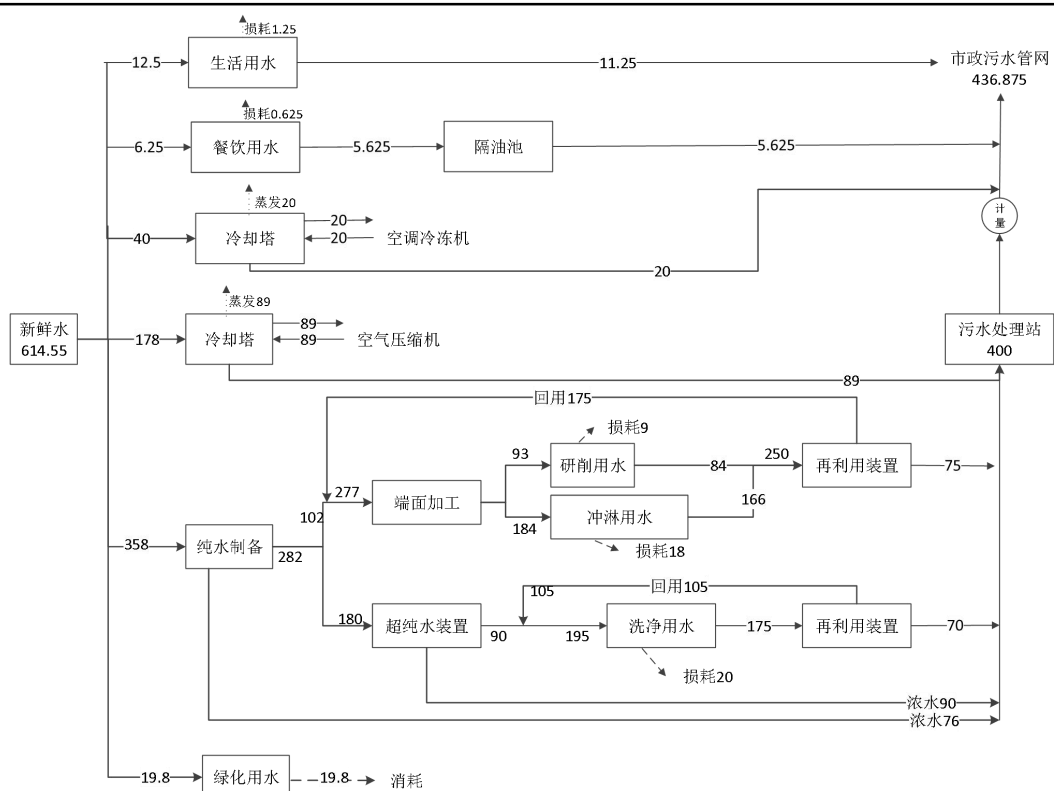 损耗1.25
12.5
生活用水
11.25
市政污水管网
436.875
损耗0.625
6.25
餐饮用水
5.625
隔油池
5.625
蒸发20
计量
40
冷却塔
20
20
空调冷冻机
20
蒸发89
新鲜水
614.55
178
冷却塔
89
89
空气压缩机
污水处理站
400
89
回用175
损耗9
93
研削用水
84
250
再利用装置
75
277
端面加工
102
166
184
冲淋用水
损耗18
358
纯水制备
282
回用105
105
180
超纯水装置
90
195
洗净用水
175
再利用装置
70
损耗20
浓水90
浓水76
19.8
绿化用水
19.8
消耗